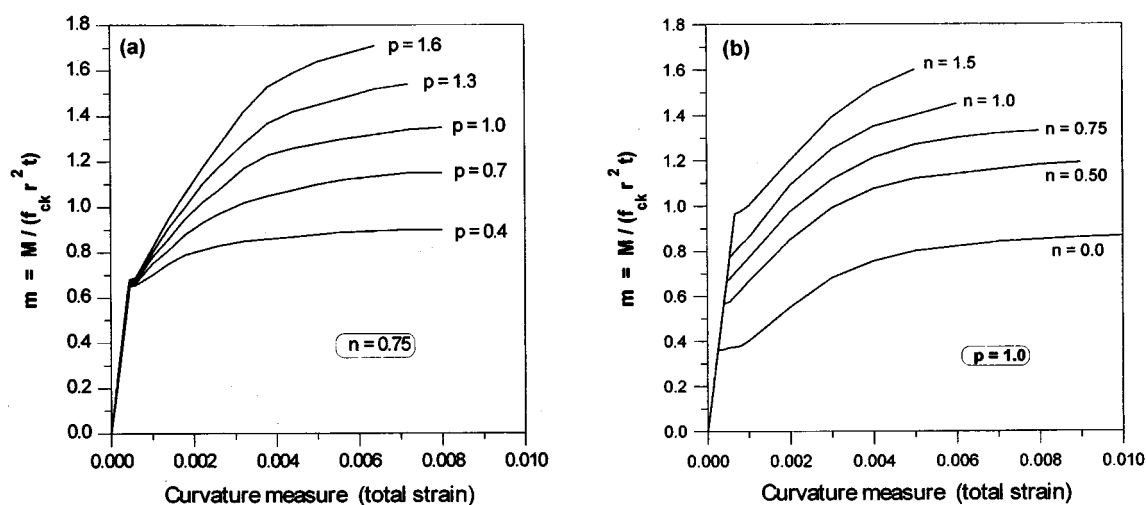 (a)
m = M / (f_ck r^2 t)
1.8
1.6
1.4
1.2
1.0
0.8
0.6
0.4
0.2
0.0
p = 1.6
p = 1.3
p = 1.0
p = 0.7
p = 0.4
n = 0.75
0.000 0.002 0.004 0.006 0.008 0.010
Curvature measure (total strain)
(b)
m = M / (f_ck r^2 t)
1.8
1.6
1.4
1.2
1.0
0.8
0.6
0.4
0.2
0.0
n = 1.5
n = 1.0
n = 0.75
n = 0.50
n = 0.0
p = 1.0
0.000 0.002 0.004 0.006 0.008 0.010
Curvature measure (total strain)